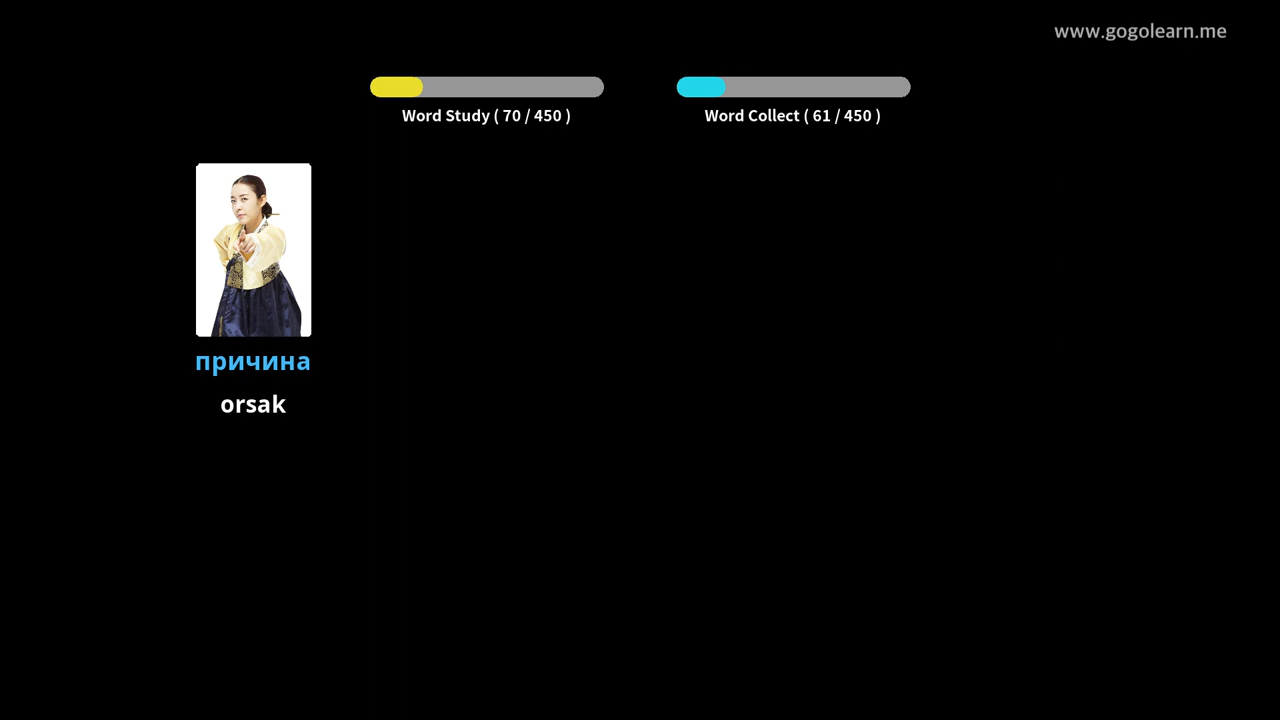 www.gogolearn.me
Word Study ( 70 / 450 )
Word Collect ( 61 / 450 )
причина
orsak